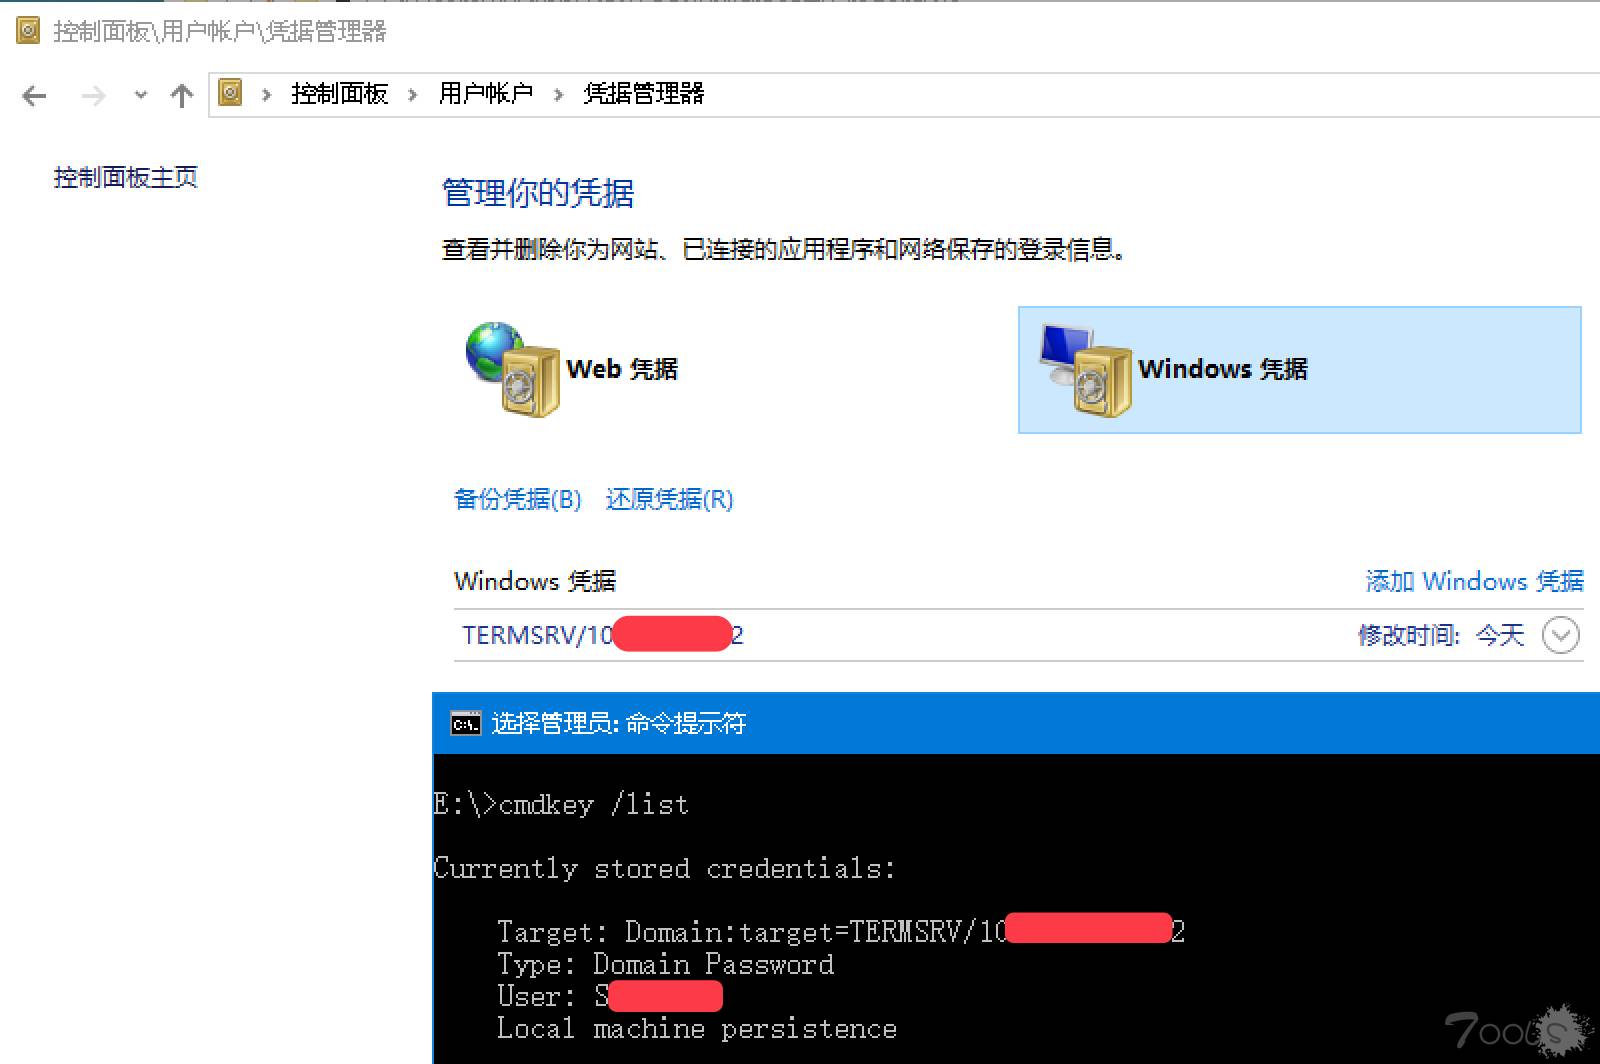 控制面板\用户帐户\凭据管理器
控制面板 › 用户帐户 › 凭据管理器
控制面板主页
管理你的凭据
查看并删除你为网站、已连接的应用程序和网络保存的登录信息。
Web 凭据
Windows 凭据
备份凭据(B) 还原凭据(R)
Windows 凭据 添加 Windows 凭据
TERMSRV/10 2 修改时间: 今天
C:\. 选择管理员: 命令提示符
E:\>cmdkey /list
Currently stored credentials:
Target: Domain:target=TERMSRV/10 2
Type: Domain Password
User: S
Local machine persistence
7ools